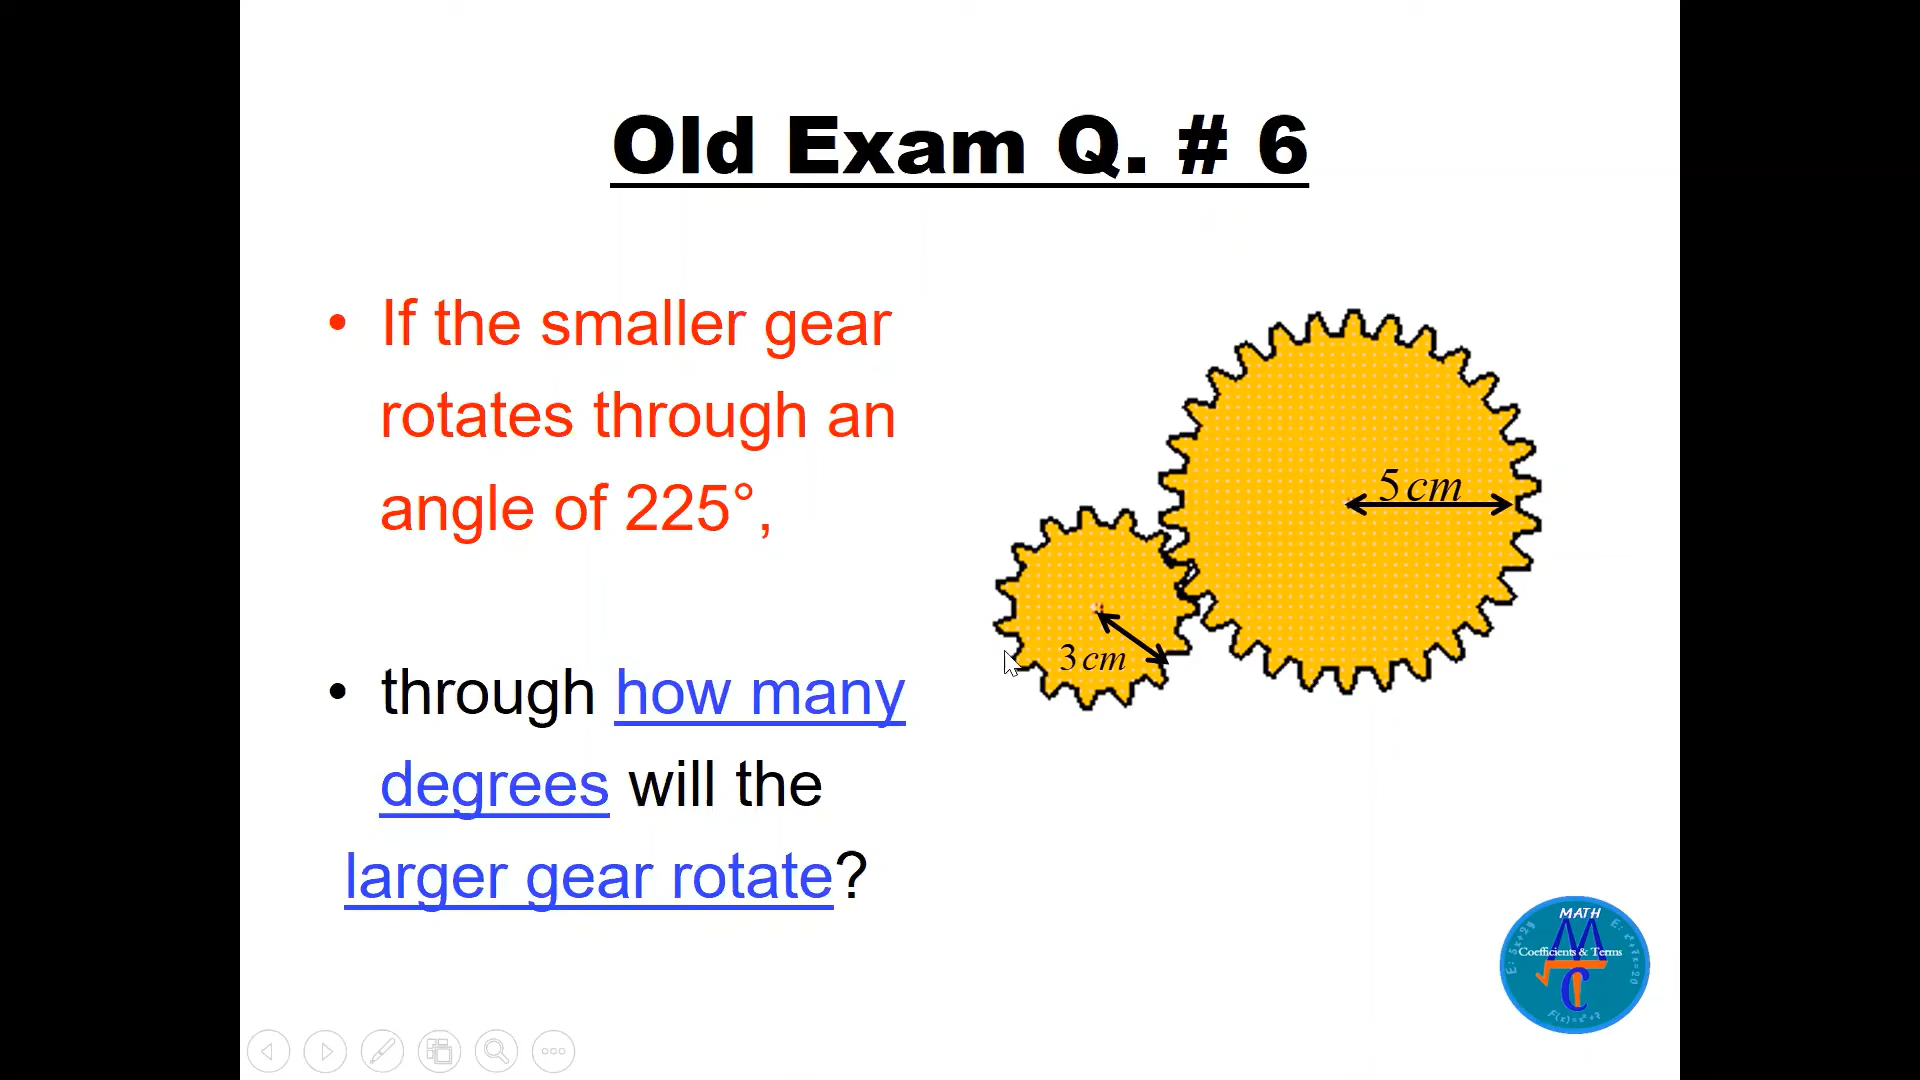 Old Exam Q. # 6
• If the smaller gear
rotates through an
angle of 225°,
• through how many
degrees will the
larger gear rotate?
5 cm
3 cm
MATH
Coefficients & Terms